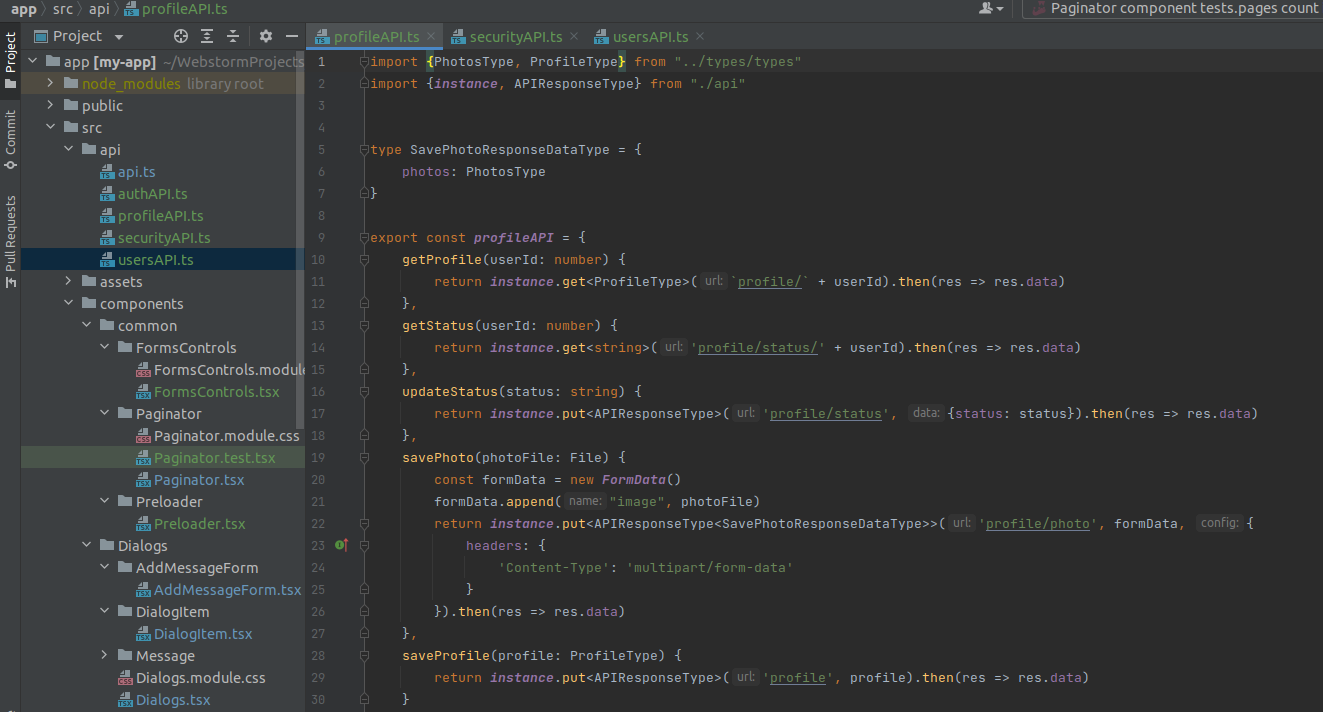 app src api profileAPI.ts
Paginator component tests.pages count
Project
Commit
Pull Requests
Project
app [my-app] ~/WebstormProjects
node_modules library root
public
src
api
api.ts
authAPI.ts
profileAPI.ts
securityAPI.ts
usersAPI.ts
assets
components
common
FormsControls
FormsControls.module
FormsControls.tsx
Paginator
Paginator.module.css
Paginator.test.tsx
Paginator.tsx
Preloader
Preloader.tsx
Dialogs
AddMessageForm
AddMessageForm.tsx
DialogItem
DialogItem.tsx
Message
Dialogs.module.css
Dialogs.tsx
profileAPI.ts securityAPI.ts usersAPI.ts
1 import {PhotosType, ProfileType} from "../types/types"
2 import {instance, APIResponseType} from "./api"
3
4
5 type SavePhotoResponseDataType = {
6 photos: PhotosType
7 }
8
9 export const profileAPI = {
10 getProfile(userId: number) {
11 return instance.get<ProfileType>( url: `profile/` + userId).then(res => res.data)
12 },
13 getStatus(userId: number) {
14 return instance.get<string>( url: 'profile/status/' + userId).then(res => res.data)
15 },
16 updateStatus(status: string) {
17 return instance.put<APIResponseType>( url: 'profile/status', data: {status: status}).then(res => res.data)
18 },
19 savePhoto(photoFile: File) {
20 const formData = new FormData()
21 formData.append( name: "image", photoFile)
22 return instance.put<APIResponseType<SavePhotoResponseDataType>>( url: 'profile/photo', formData, config: {
23 headers: {
24 'Content-Type': 'multipart/form-data'
25 }
26 }).then(res => res.data)
27 },
28 saveProfile(profile: ProfileType) {
29 return instance.put<APIResponseType>( url: 'profile', profile).then(res => res.data)
30 }